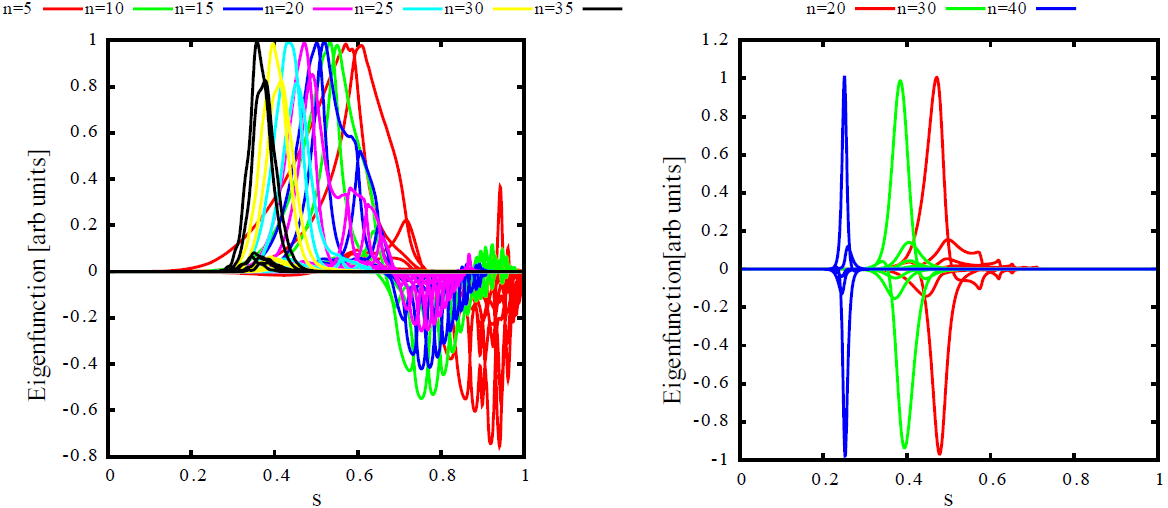 n=5 n=10 n=15 n=20 n=25 n=30 n=35
1
0.8
0.6
0.4
0.2
0
-0.2
-0.4
-0.6
-0.8
0 0.2 0.4 0.6 0.8 1
s
Eigenfunction [arb units]
n=20 n=30 n=40
1.2
1
0.8
0.6
0.4
0.2
0
-0.2
-0.4
-0.6
-0.8
-1
0 0.2 0.4 0.6 0.8 1
s
Eigenfunction[arb units]